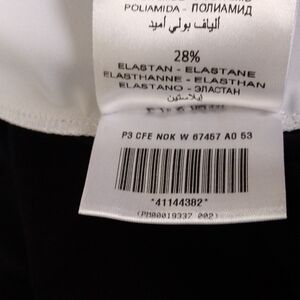 POLIAMIDA - ПОЛИАМИД
ألياف بولي أميد
28%
ELASTAN - ELASTANE
ELASTHANNE - ELASTHAN
ELASTANO - ЭЛАСТАН
إيلاستين
P3 CFE NOK W 67457 A0 53
*41144382*
(PM00019337 002)